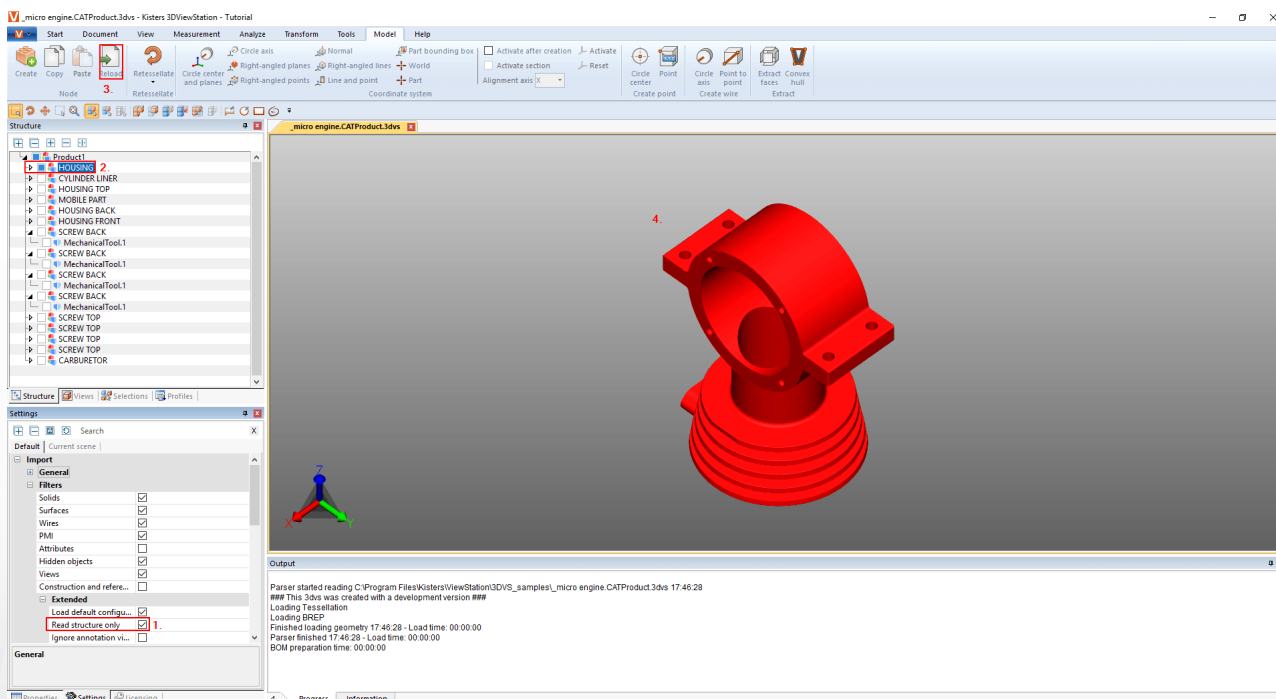 _micro engine.CATProduct.3dvs - Kisters 3DViewStation - Tutorial
Start Document View Measurement Analyze Transform Tools Model Help
Create
Copy
Paste
Reload
3.
Node
Retessellate
Retessellate
Circle center and planes
Circle axis
Right-angled planes
Right-angled points
Normal
Right-angled lines
Line and point
Part bounding box
World
Part
Activate after creation
Activate section
Alignment axis X
Activate
Reset
Coordinate system
Circle center
Point
Create point
Circle axis
Point to point
Create wire
Extract faces
Convex hull
Extract
Structure
_micro engine.CATProduct.3dvs
Product1
HOUSING 2.
CYLINDER LINER
HOUSING TOP
MOBILE PART
HOUSING BACK
HOUSING FRONT
SCREW BACK
MechanicalTool.1
SCREW BACK
MechanicalTool.1
SCREW BACK
MechanicalTool.1
SCREW BACK
MechanicalTool.1
SCREW TOP
SCREW TOP
SCREW TOP
SCREW TOP
CARBURETOR
Structure Views Selections Profiles
4.
Z
X
Y
Settings
Search X
Default Current scene
Import
General
Filters
Solids
Surfaces
Wires
PMI
Attributes
Hidden objects
Views
Construction and refere...
Extended
Load default configu...
Read structure only 1.
Ignore annotation vi...
General
Properties Settings Licensing
Output
Parser started reading C:\Program Files\Kisters\ViewStation\3DVS_samples\_micro engine.CATProduct.3dvs 17:46:28
### This 3dvs was created with a development version ###
Loading Tessellation
Loading BREP
Finished loading geometry 17:46:28 - Load time: 00:00:00
Parser finished 17:46:28 - Load time: 00:00:00
BOM preparation time: 00:00:00
Progress Information